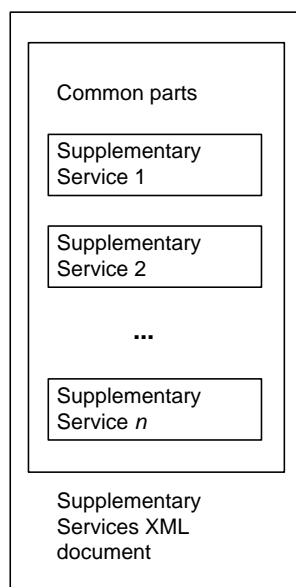 Common parts
Supplementary
Service 1
Supplementary
Service 2
...
Supplementary
Service n
Supplementary
Services XML
document